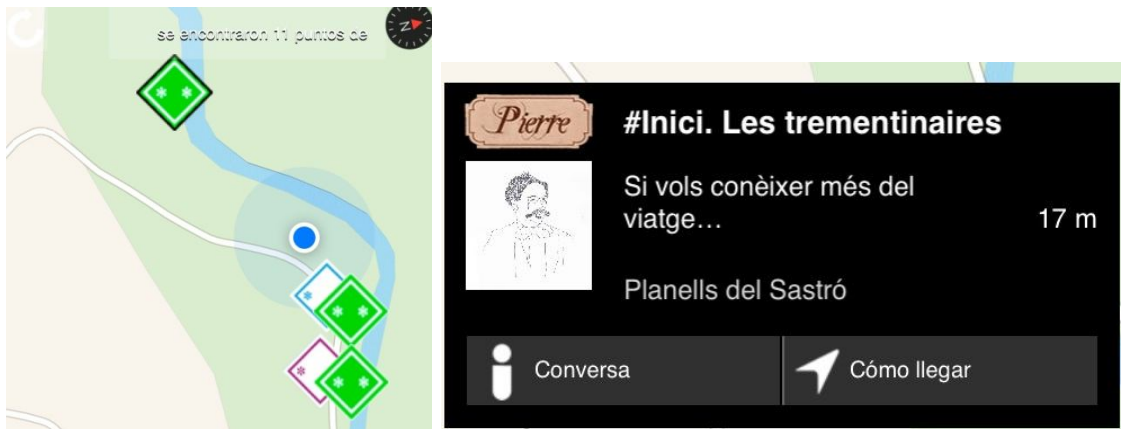 se encontraron 11 puntos de
N
Pierre
#Inici. Les trementinaires
Si vols conèixer més del
viatge…
17 m
Planells del Sastró
Conversa
Cómo llegar